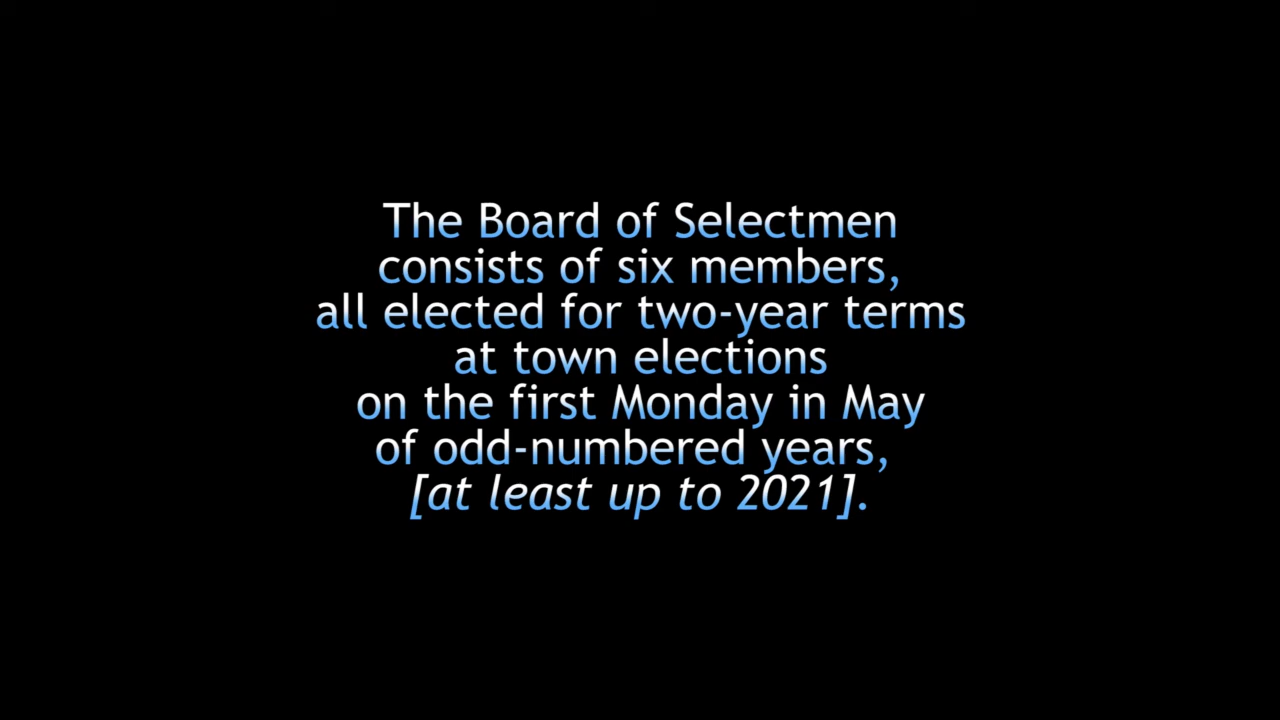 The Board of Selectmen
consists of six members,
all elected for two-year terms
at town elections
on the first Monday in May
of odd-numbered years,
[at least up to 2021].